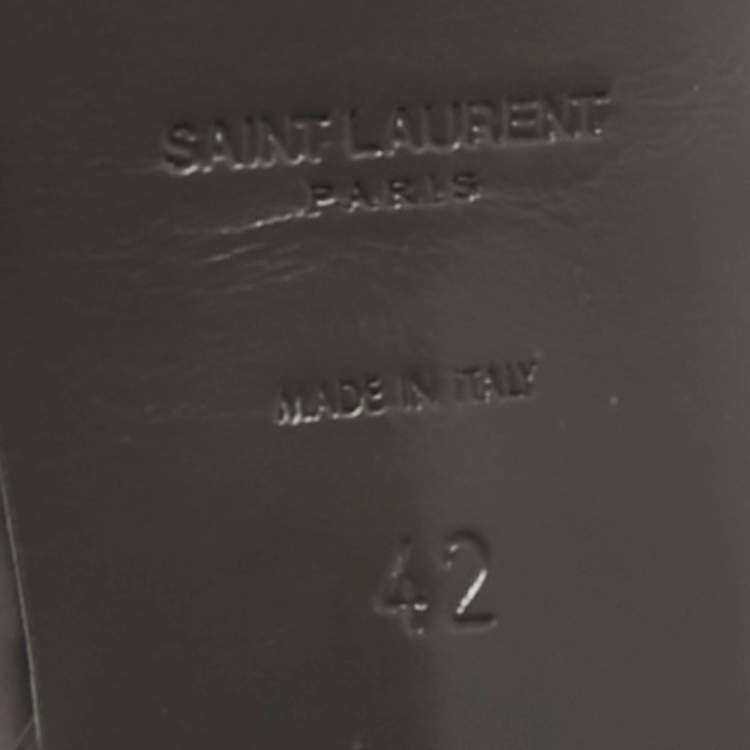 SAINT LAURENT
PARIS
MADE IN ITALY
42